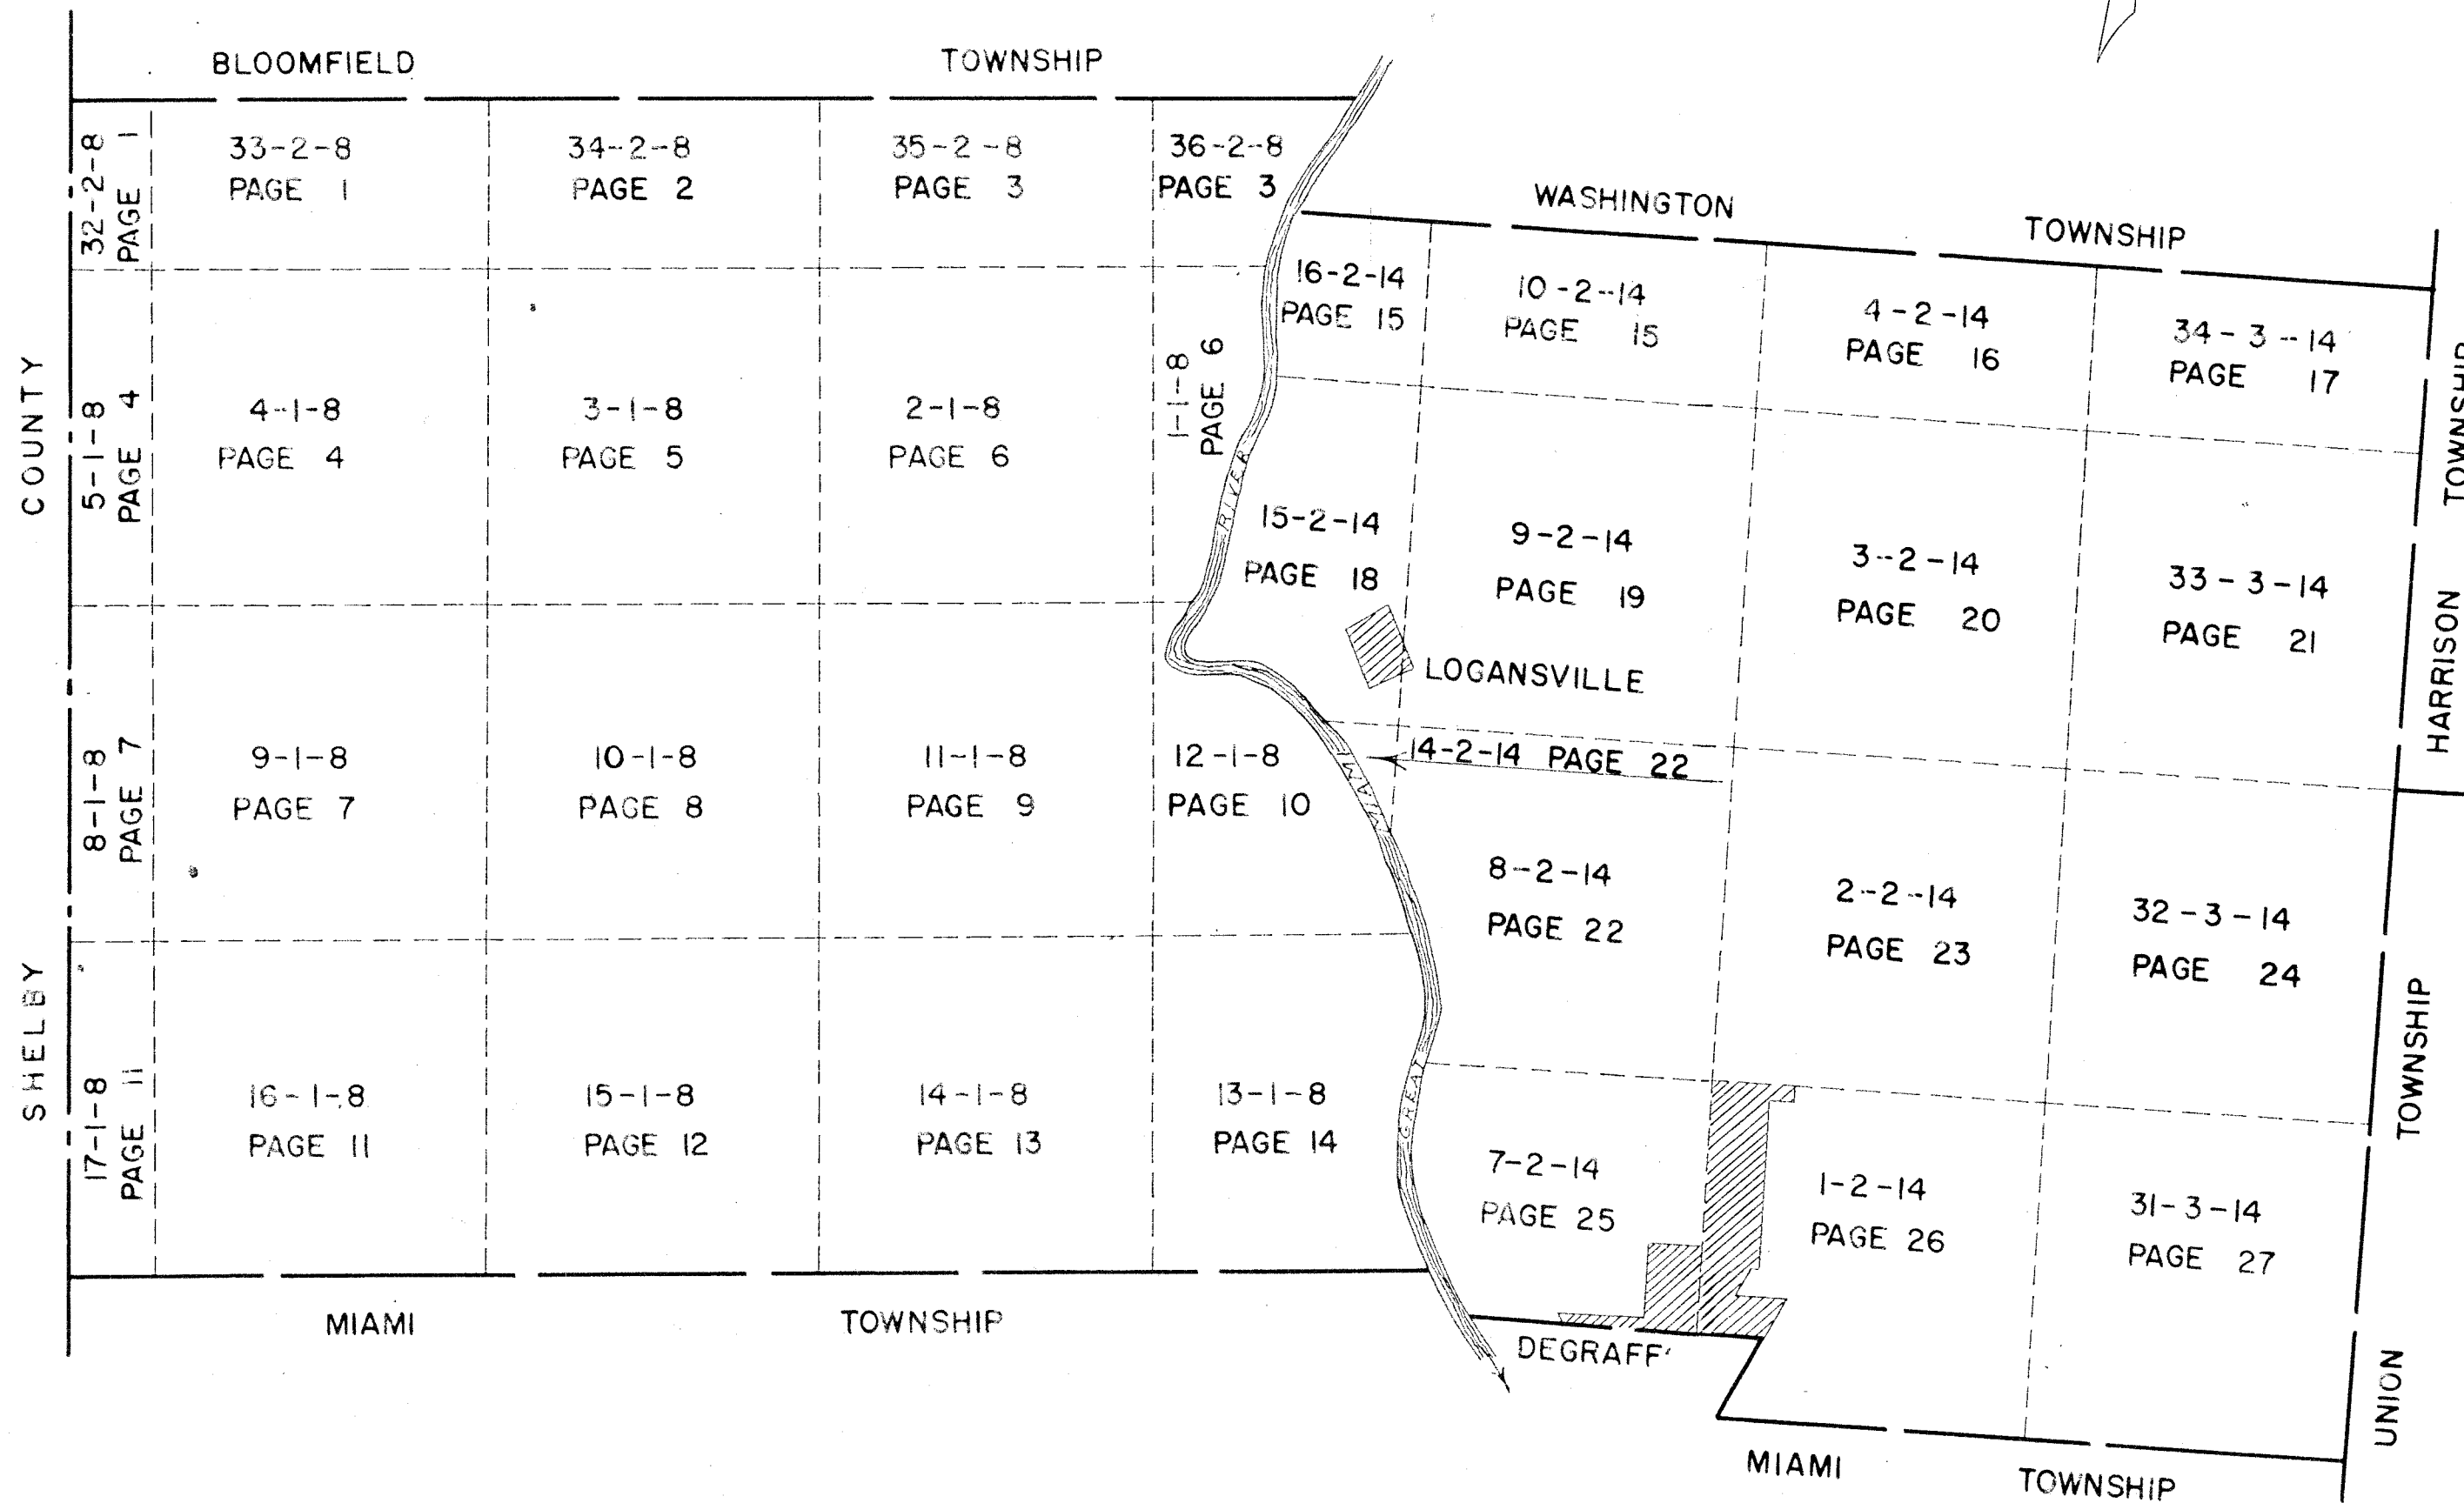 BLOOMFIELD TOWNSHIP
32-2-8
PAGE 1
33-2-8
PAGE 1
34-2-8
PAGE 2
35-2-8
PAGE 3
36-2-8
PAGE 3
WASHINGTON TOWNSHIP
16-2-14
PAGE 15
10-2-14
PAGE 15
4-2-14
PAGE 16
34-3-14
PAGE 17
SHELBY COUNTY
5-1-8
PAGE 4
4-1-8
PAGE 4
3-1-8
PAGE 5
2-1-8
PAGE 6
1-1-8
PAGE 6
15-2-14
PAGE 18
9-2-14
PAGE 19
3-2-14
PAGE 20
33-3-14
PAGE 21
HARRISON TOWNSHIP
LOGANSVILLE
8-1-8
PAGE 7
9-1-8
PAGE 7
10-1-8
PAGE 8
11-1-8
PAGE 9
12-1-8
PAGE 10
14-2-14 PAGE 22
8-2-14
PAGE 22
2-2-14
PAGE 23
32-3-14
PAGE 24
GREAT MIAMI RIVER
17-1-8
PAGE 11
16-1-8
PAGE 11
15-1-8
PAGE 12
14-1-8
PAGE 13
13-1-8
PAGE 14
7-2-14
PAGE 25
1-2-14
PAGE 26
31-3-14
PAGE 27
UNION TOWNSHIP
MIAMI TOWNSHIP
DEGRAFF
MIAMI TOWNSHIP